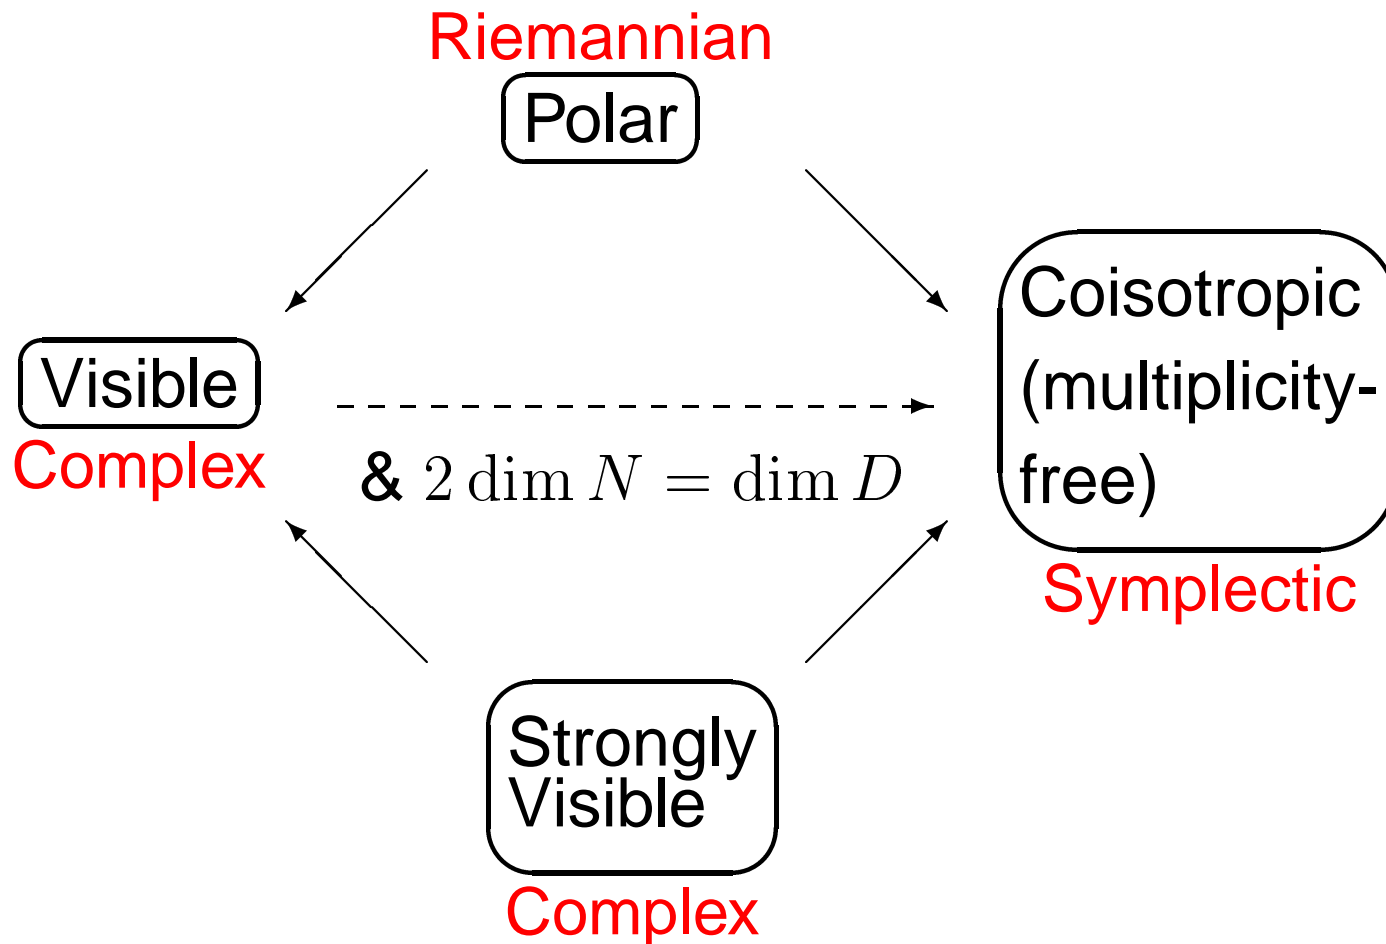 Riemannian
Polar
Visible
Complex
& 2 dim N = dim D
Coisotropic
(multiplicity-
free)
Symplectic
Strongly
Visible
Complex